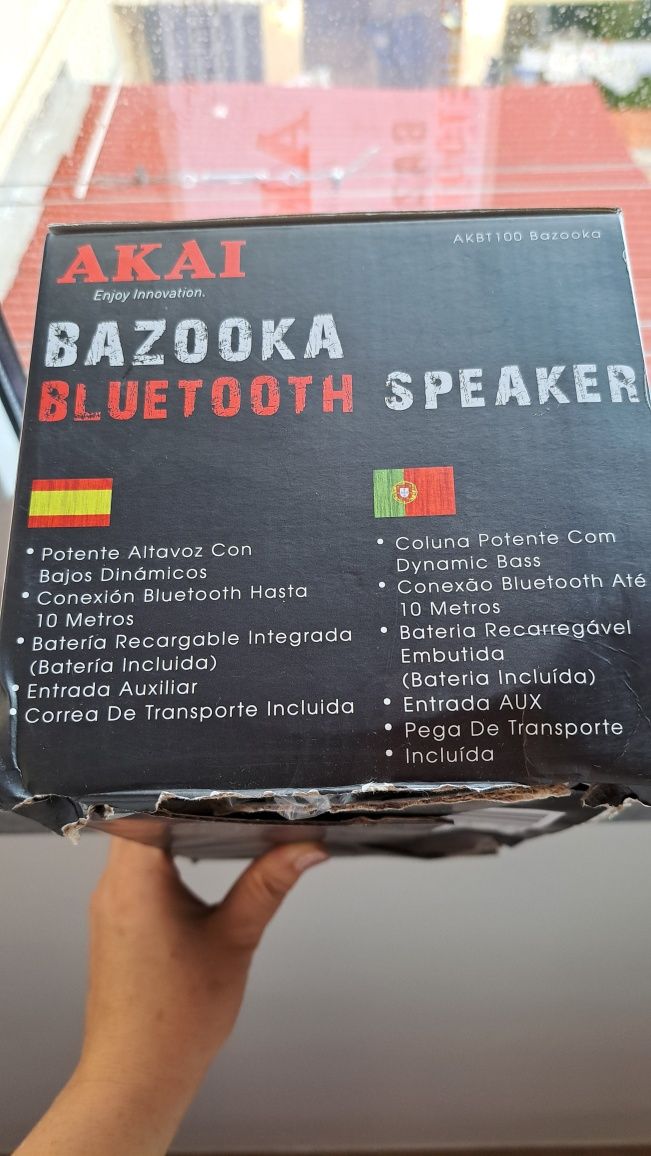 AKAI
Enjoy Innovation.
AKBT100 Bazooka
BAZOOKA
BLUETOOTH SPEAKER
• Potente Altavoz Con
Bajos Dinámicos
• Conexión Bluetooth Hasta
10 Metros
• Batería Recargable Integrada
(Batería Incluida)
• Entrada Auxiliar
• Correa De Transporte Incluida
• Coluna Potente Com
Dynamic Bass
• Conexão Bluetooth Até
10 Metros
• Bateria Recarregável
Embutida
(Bateria Incluída)
• Entrada AUX
• Pega De Transporte
• Incluída